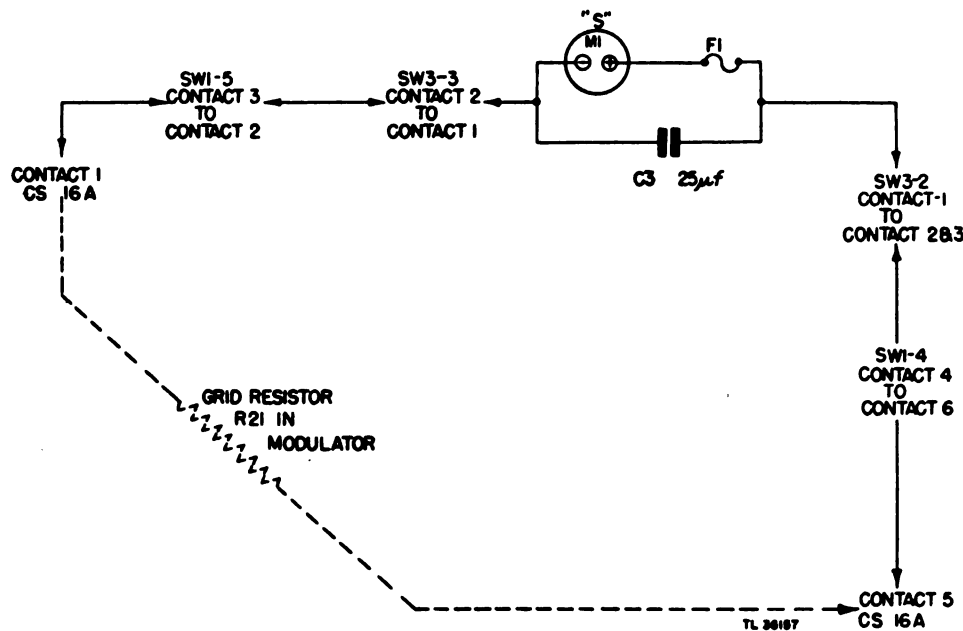 "S"
M1
F1
C3 25μf
SW1-5
CONTACT 3
TO
CONTACT 2
SW3-3
CONTACT 2
TO
CONTACT 1
CONTACT 1
CS 16A
SW3-2
CONTACT-1
TO
CONTACT 2&3
SW1-4
CONTACT 4
TO
CONTACT 6
GRID RESISTOR
R21 IN
MODULATOR
CONTACT 5
CS 16A
TL 36157